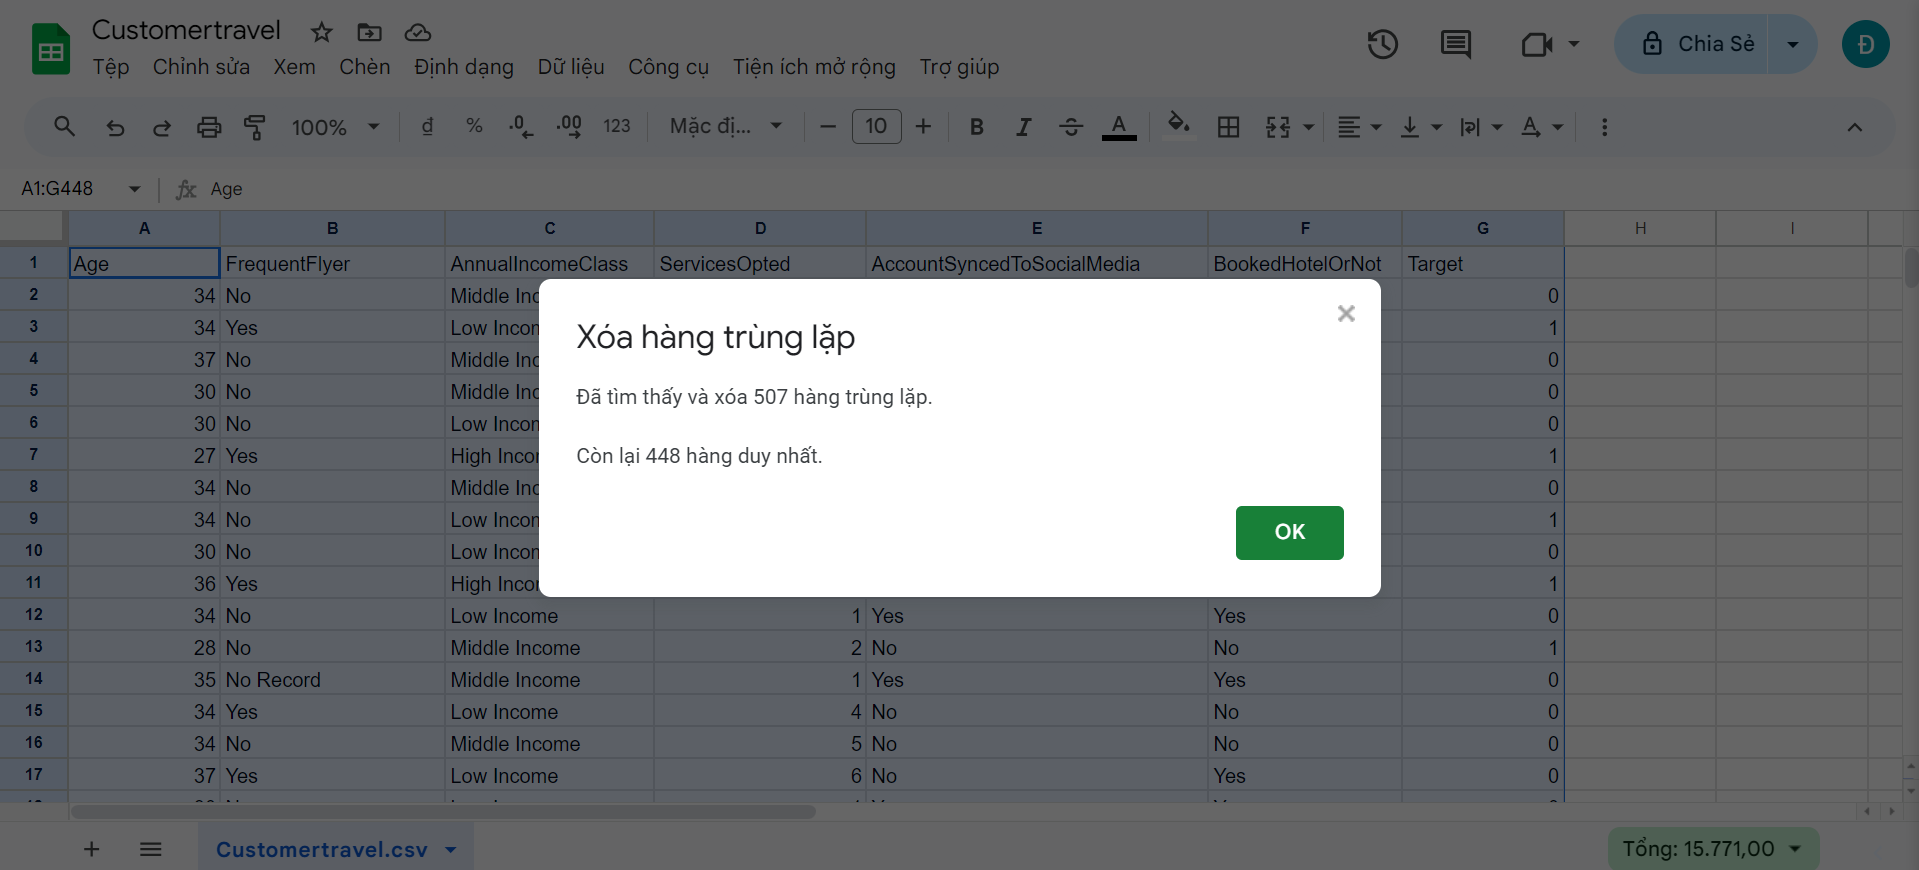 Customertravel
Tệp Chỉnh sửa Xem Chèn Định dạng Dữ liệu Công cụ Tiện ích mở rộng Trợ giúp
Chia Sẻ
Đ
100% đ % .0 .00 123 Mặc đị... 10 B I S A
A1:G448 fx Age
A B C D E F G H I
1 Age FrequentFlyer AnnualIncomeClass ServicesOpted AccountSyncedToSocialMedia BookedHotelOrNot Target
2 34 No Middle Inc 0
3 34 Yes Low Incom 1
4 37 No Middle Inc 0
5 30 No Middle Inc 0
6 30 No Low Incom 0
7 27 Yes High Incor 1
8 34 No Middle Inc 0
9 34 No Low Incom 1
10 30 No Low Incom 0
11 36 Yes High Incor 1
12 34 No Low Income 1 Yes Yes 0
13 28 No Middle Income 2 No No 1
14 35 No Record Middle Income 1 Yes Yes 0
15 34 Yes Low Income 4 No No 0
16 34 No Middle Income 5 No No 0
17 37 Yes Low Income 6 No Yes 0
Xóa hàng trùng lặp
Đã tìm thấy và xóa 507 hàng trùng lặp.
Còn lại 448 hàng duy nhất.
OK
Customertravel.csv
Tổng: 15.771,00